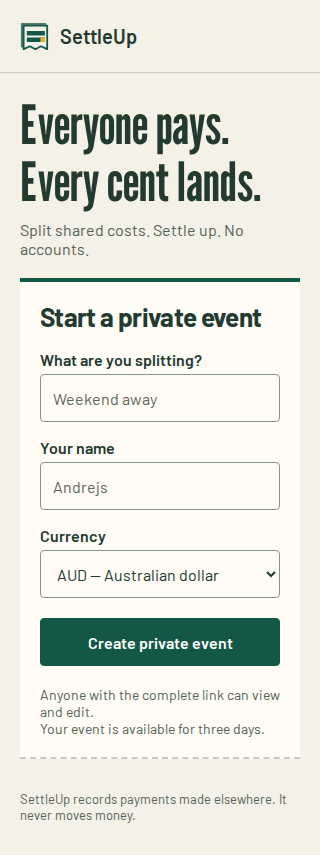 SettleUp
Everyone pays.
Every cent lands.
Split shared costs. Settle up. No
accounts.
Start a private event
What are you splitting?
Weekend away
Your name
Andrejs
Currency
AUD — Australian dollar
Create private event
Anyone with the complete link can view
and edit.
Your event is available for three days.
SettleUp records payments made elsewhere. It
never moves money.